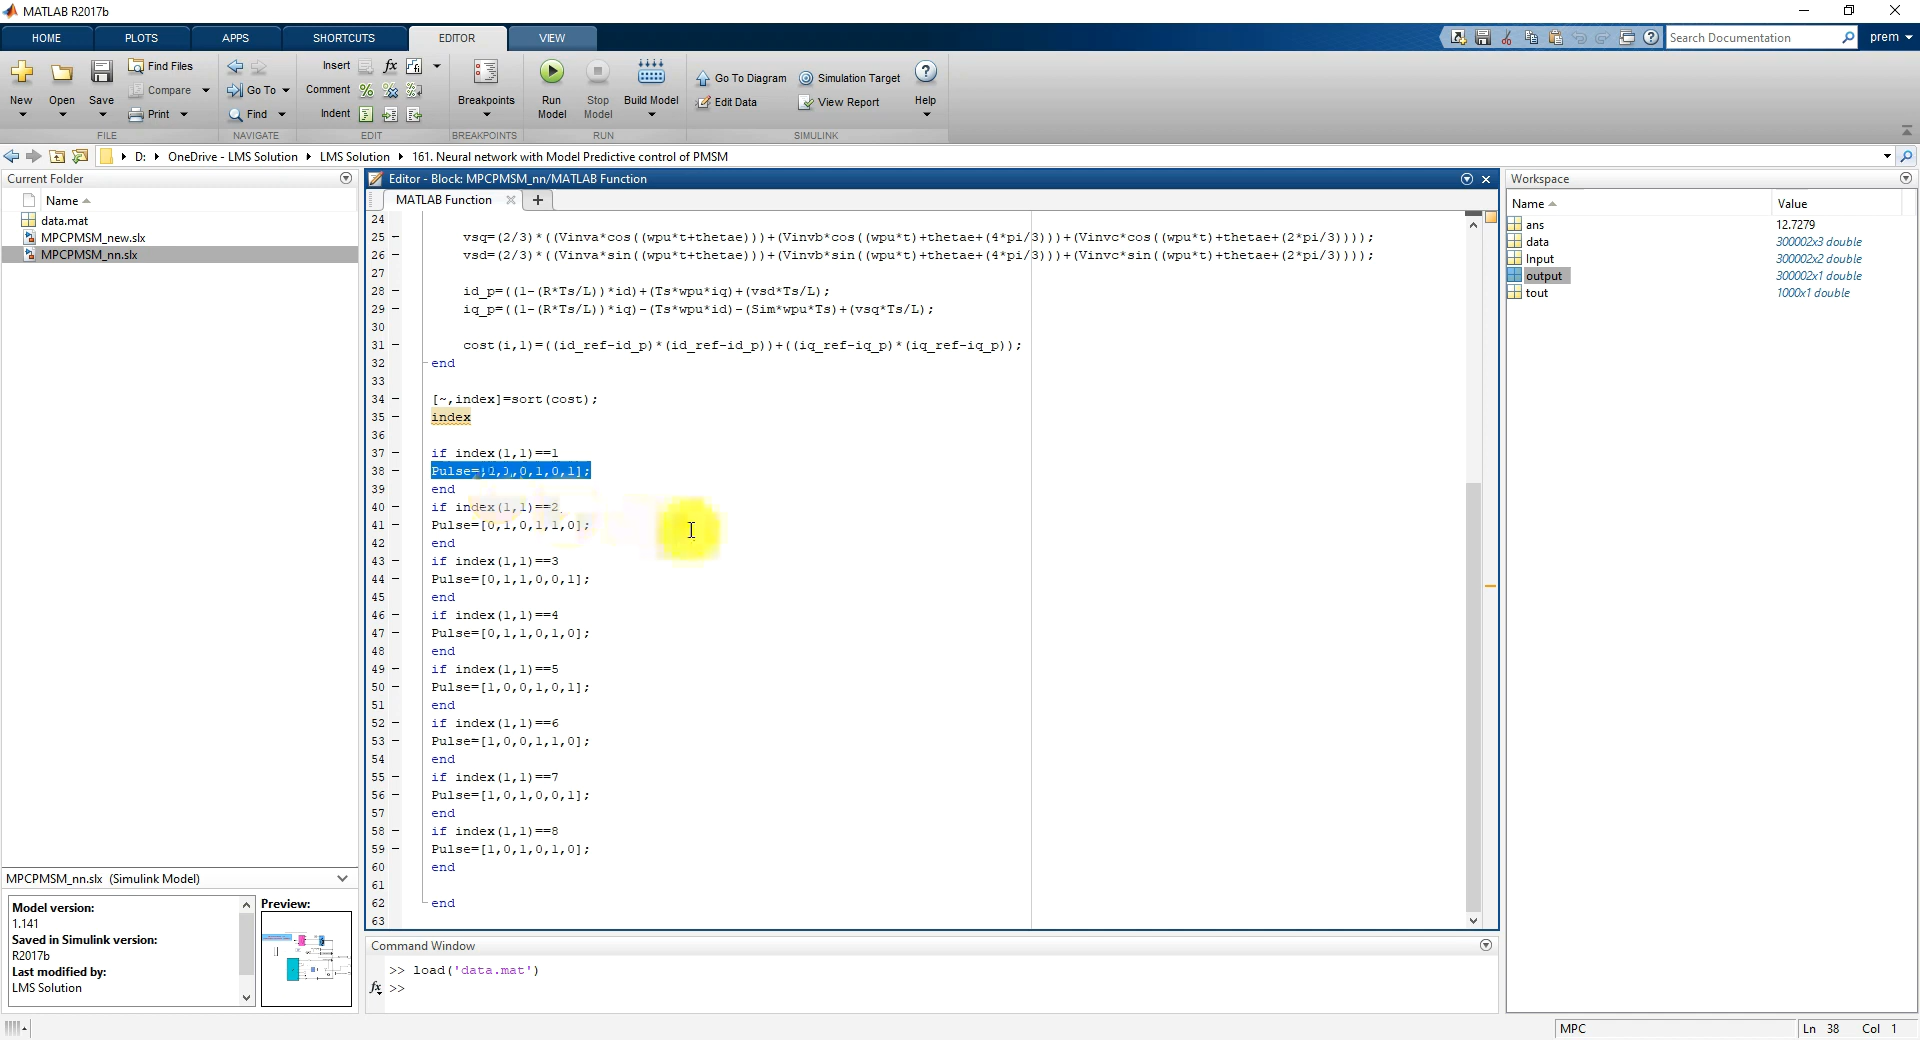 MATLAB R2017b
HOME PLOTS APPS SHORTCUTS EDITOR VIEW
Search Documentation prem
New Open Save Find Files Compare Print
Go To Find
Insert fx Comment Indent
Breakpoints Run Model Stop Model Build Model
Go To Diagram Simulation Target Edit Data View Report Help
FILE NAVIGATE EDIT BREAKPOINTS RUN SIMULINK
D: OneDrive - LMS Solution LMS Solution 161. Neural network with Model Predictive control of PMSM
Current Folder
Name
data.mat
MPCPMSM_new.slx
MPCPMSM_nn.slx
MPCPMSM_nn.slx (Simulink Model)
Model version:
1.141
Saved in Simulink version:
R2017b
Last modified by:
LMS Solution
Preview:
Editor - Block: MPCPMSM_nn/MATLAB Function
MATLAB Function
24
25 – vsq=(2/3)*((Vinva*cos((wpu*t+thetae)))+(Vinvb*cos((wpu*t)+thetae+(4*pi/3)))+(Vinvc*cos((wpu*t)+thetae+(2*pi/3))));
26 – vsd=(2/3)*((Vinva*sin((wpu*t+thetae)))+(Vinvb*sin((wpu*t)+thetae+(4*pi/3)))+(Vinvc*sin((wpu*t)+thetae+(2*pi/3))));
27
28 – id_p=((1-(R*Ts/L))*id)+(Ts*wpu*iq)+(vsd*Ts/L);
29 – iq_p=((1-(R*Ts/L))*iq)-(Ts*wpu*id)-(Sim*wpu*Ts)+(vsq*Ts/L);
30
31 – cost(i,1)=((id_ref-id_p)*(id_ref-id_p))+((iq_ref-iq_p)*(iq_ref-iq_p));
32 end
33
34 – [~,index]=sort(cost);
35 – index
36
37 – if index(1,1)==1
38 – ,0,1,0,1];
39 – end
40 – if index(1,1)==2
41 – Pulse=[0,1,0,1,1,0];
42 – end
43 – if index(1,1)==3
44 – Pulse=[0,1,1,0,0,1];
45 – end
46 – if index(1,1)==4
47 – Pulse=[0,1,1,0,1,0];
48 – end
49 – if index(1,1)==5
50 – Pulse=[1,0,0,1,0,1];
51 – end
52 – if index(1,1)==6
53 – Pulse=[1,0,0,1,1,0];
54 – end
55 – if index(1,1)==7
56 – Pulse=[1,0,1,0,0,1];
57 – end
58 – if index(1,1)==8
59 – Pulse=[1,0,1,0,1,0];
60 – end
61
62 – end
63
Command Window
>> load('data.mat')
fx >>
Workspace
Name Value
ans 12.7279
data 300002x3 double
Input 300002x2 double
output 300002x1 double
tout 1000x1 double
MPC Ln 38 Col 1